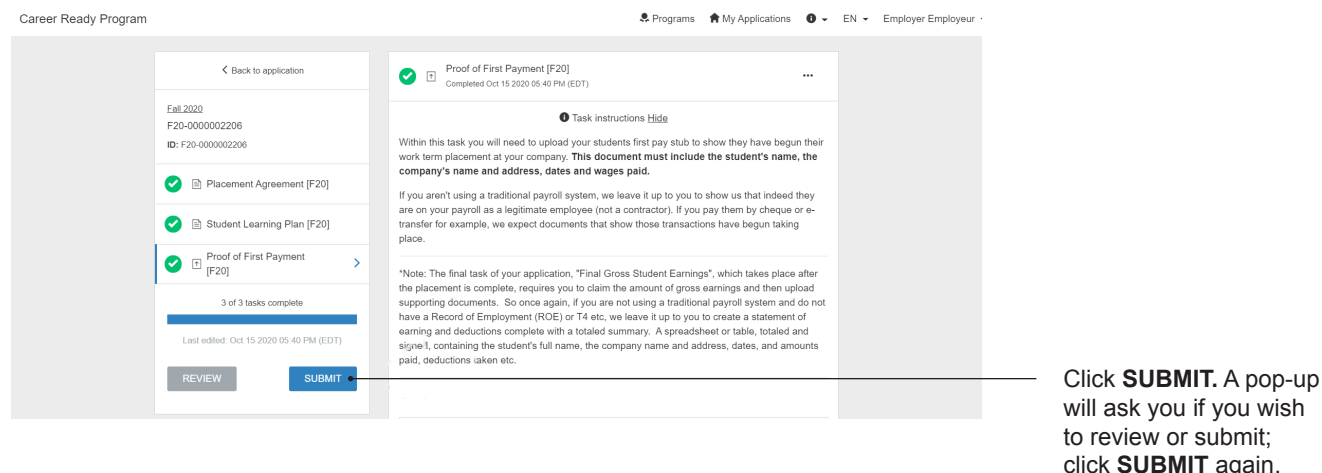 Career Ready Program
Programs My Applications EN Employer Employeur
Back to application
Fall 2020
F20-0000002206
ID: F20-0000002206
Placement Agreement [F20]
Student Learning Plan [F20]
Proof of First Payment
[F20]
3 of 3 tasks complete
Last edited: Oct 15 2020 05:40 PM (EDT)
REVIEW SUBMIT
Proof of First Payment [F20]
Completed Oct 15 2020 05:40 PM (EDT)
Task instructions Hide
Within this task you will need to upload your students first pay stub to show they have begun their
work term placement at your company. This document must include the student's name, the
company's name and address, dates and wages paid.
If you aren't using a traditional payroll system, we leave it up to you to show us that indeed they
are on your payroll as a legitimate employee (not a contractor). If you pay them by cheque or e-
transfer for example, we expect documents that show those transactions have begun taking
place.
*Note: The final task of your application, "Final Gross Student Earnings", which takes place after
the placement is complete, requires you to claim the amount of gross earnings and then upload
supporting documents. So once again, if you are not using a traditional payroll system and do not
have a Record of Employment (ROE) or T4 etc, we leave it up to you to create a statement of
earning and deductions complete with a totaled summary. A spreadsheet or table, totaled and
signed, containing the student's full name, the company name and address, dates, and amounts
paid, deductions taken etc.
Click SUBMIT. A pop-up
will ask you if you wish
to review or submit;
click SUBMIT again.